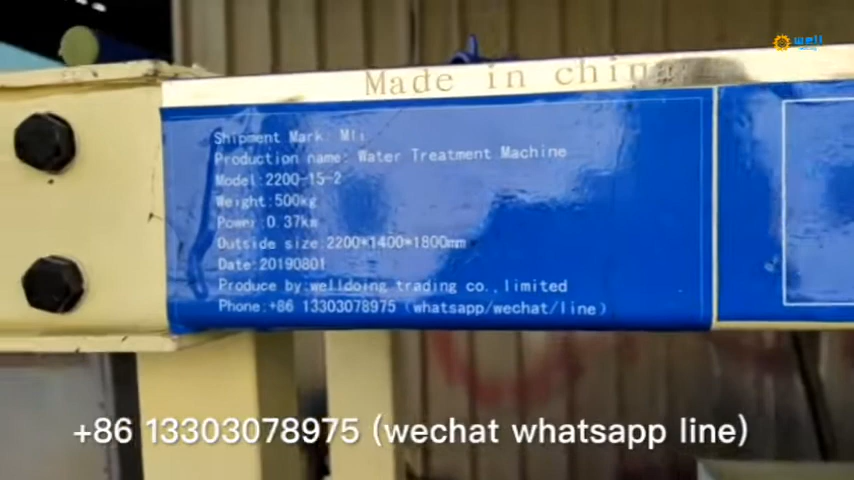 well
Made in china
Shipment Mark: Mli
Production name: Water Treatment Machine
Model:2200-15-2
Weight:500kg
Power:0.37kw
Outside size:2200*1400*1800mm
Date:20190801
Produce by:welldoing trading co.,limited
Phone:+86 13303078975 (whatsapp/wechat/line)
+86 13303078975 (wechat whatsapp line)